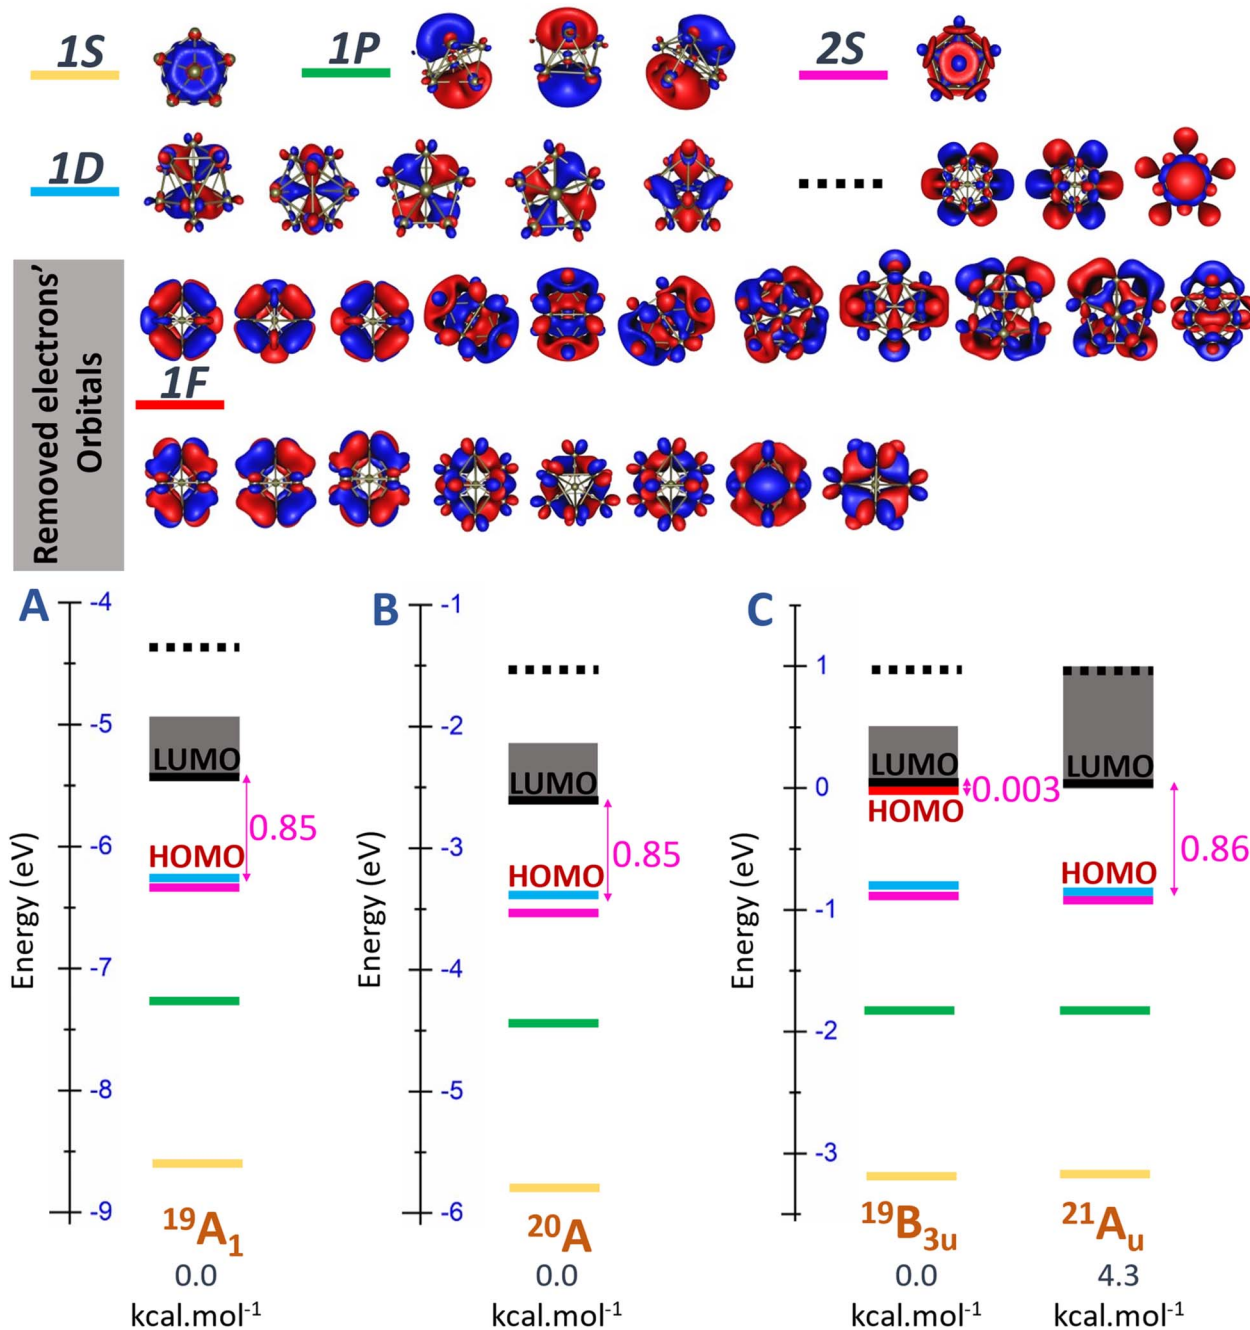 1S
1P
2S
1D
Removed electrons’
Orbitals
1F
A
-4
-5
-6
-7
-8
-9
Energy (eV)
LUMO
HOMO
0.85
19A1
0.0
kcal.mol-1
B
-1
-2
-3
-4
-5
-6
Energy (eV)
LUMO
HOMO
0.85
20A
0.0
kcal.mol-1
C
1
0
-1
-2
-3
Energy (eV)
LUMO
HOMO
0.003
19B3u
0.0
kcal.mol-1
LUMO
HOMO
0.86
21Au
4.3
kcal.mol-1